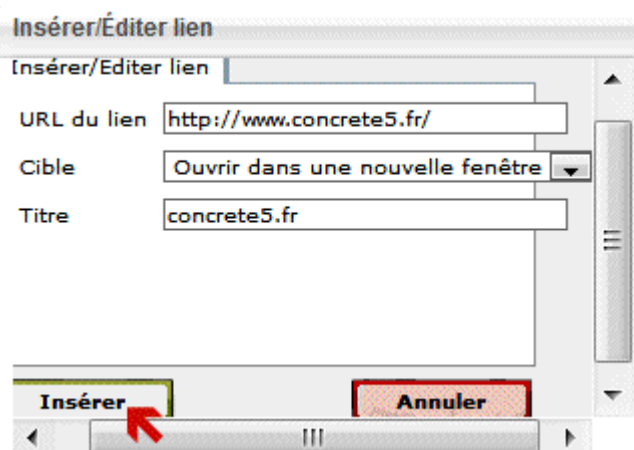 Insérer/Éditer lien
Insérer/Editer lien
URL du lien http://www.concrete5.fr/
Cible Ouvrir dans une nouvelle fenêtre
Titre concrete5.fr
Insérer Annuler